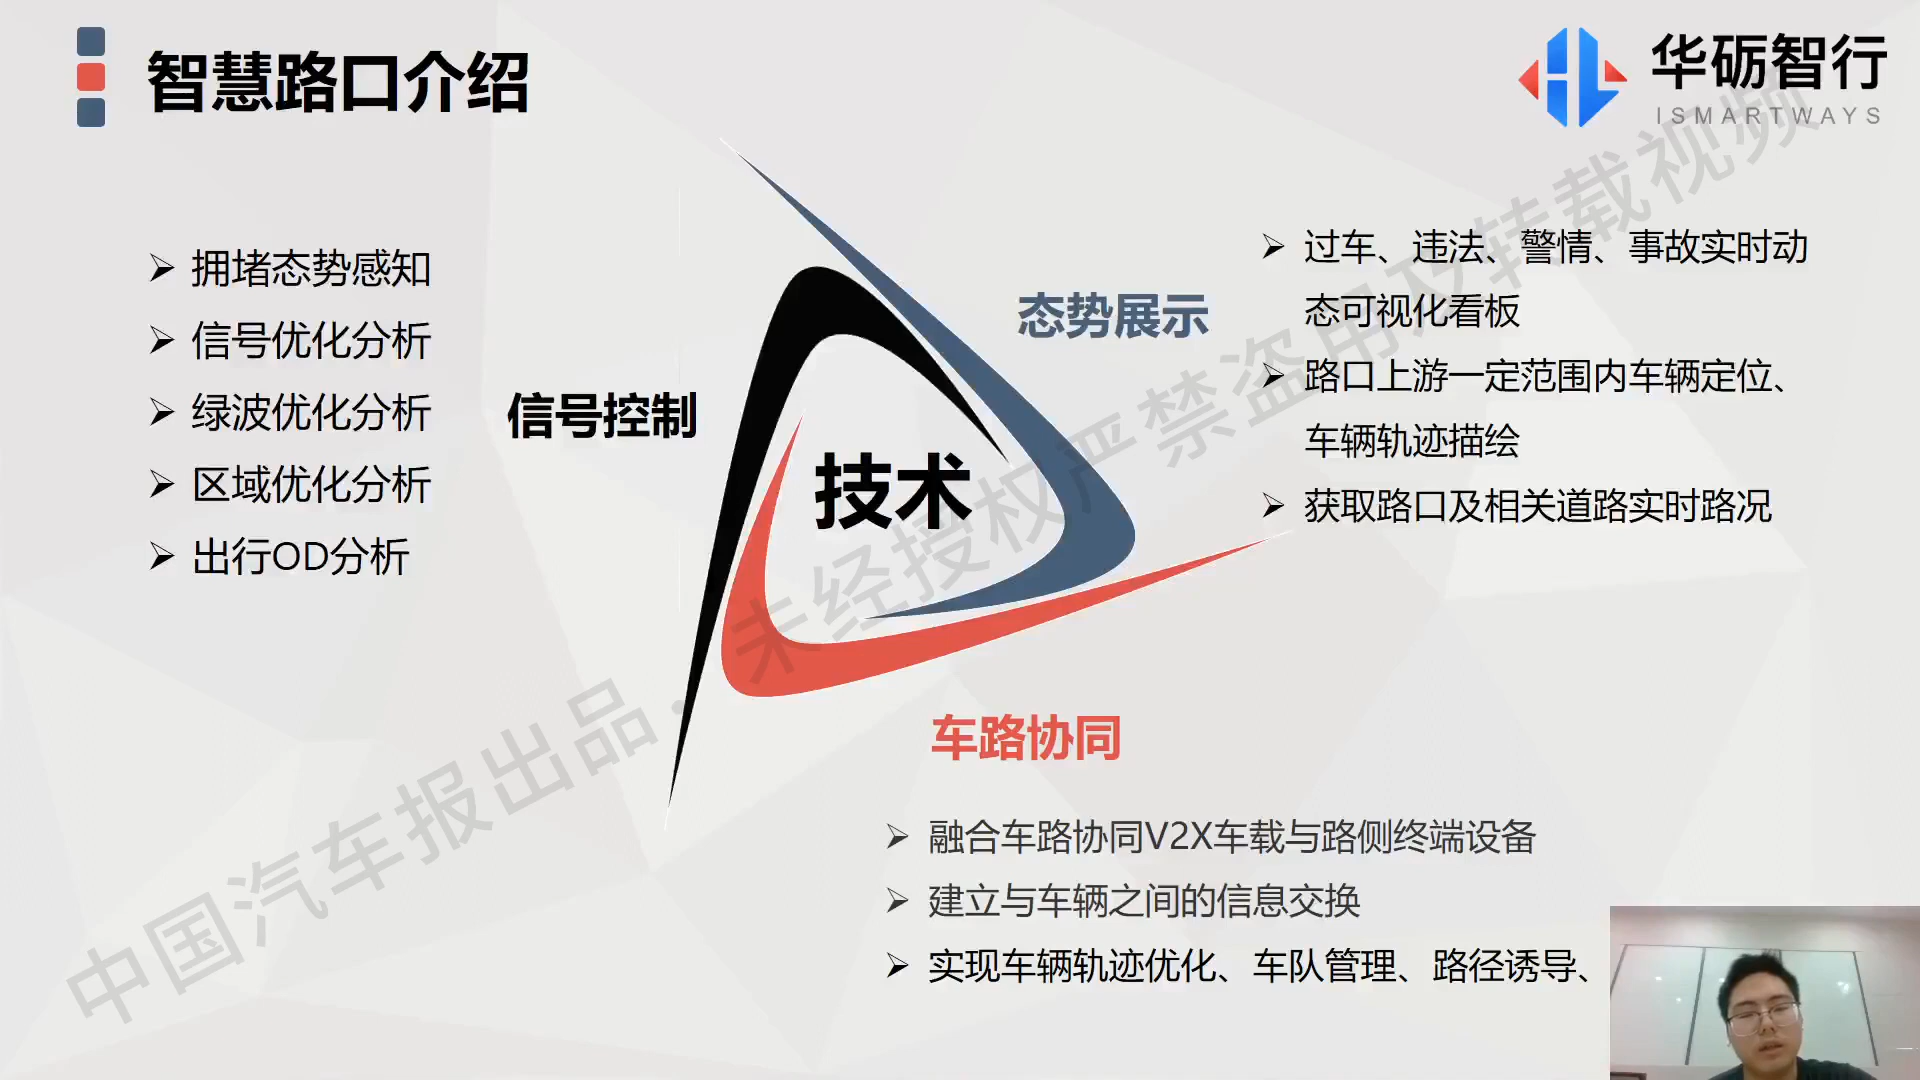 智慧路口介绍
华砺智行
ISMARTWAYS
拥堵态势感知
信号优化分析
绿波优化分析
区域优化分析
出行OD分析
信号控制
技术
态势展示
过车、违法、警情、事故实时动
态可视化看板
路口上游一定范围内车辆定位、
车辆轨迹描绘
获取路口及相关道路实时路况
车路协同
融合车路协同V2X车载与路侧终端设备
建立与车辆之间的信息交换
实现车辆轨迹优化、车队管理、路径诱导、
中国汽车报出品，未经授权严禁盗用及转载视频